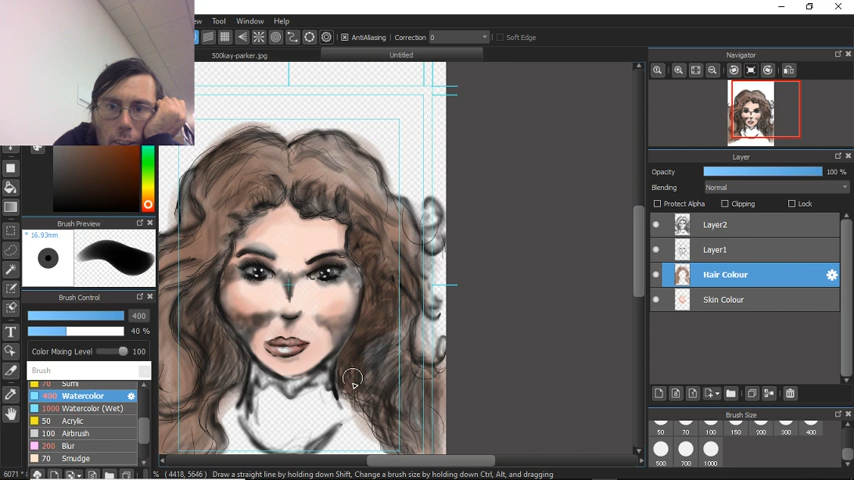 ew Tool Window Help
AntiAliasing Correction 0 Soft Edge
500kay-parker.jpg Untitled
Navigator
Layer
Opacity 100 %
Blending Normal
Protect Alpha Clipping Lock
Layer2
Layer1
Hair Colour
Skin Colour
Brush Preview
* 16.93mm
Brush Control
400
40 %
Color Mixing Level 100
Brush
70 Sumi
400 Watercolor
1000 Watercolor (Wet)
50 Acrylic
100 Airbrush
200 Blur
70 Smudge
Brush Size
50 70 100 150 200 300 400
500 700 1000
6071 * % ( 4418, 5646 ) Draw a straight line by holding down Shift, Change a brush size by holding down Ctrl, Alt, and dragging